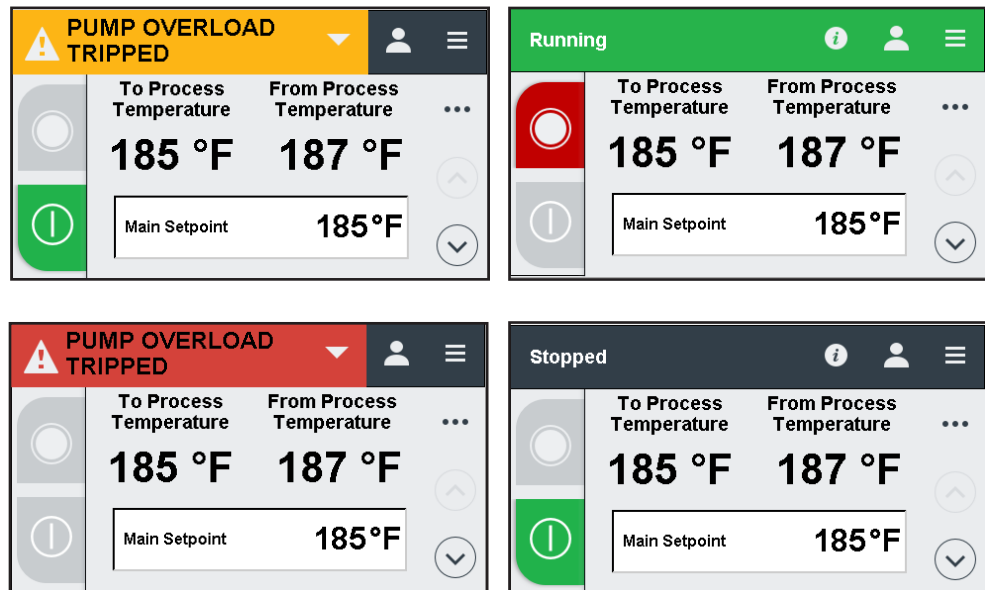 PUMP OVERLOAD
TRIPPED
To Process
Temperature
From Process
Temperature
185 °F
187 °F
Main Setpoint
185°F
Running
To Process
Temperature
From Process
Temperature
185 °F
187 °F
Main Setpoint
185°F
PUMP OVERLOAD
TRIPPED
To Process
Temperature
From Process
Temperature
185 °F
187 °F
Main Setpoint
185°F
Stopped
To Process
Temperature
From Process
Temperature
185 °F
187 °F
Main Setpoint
185°F